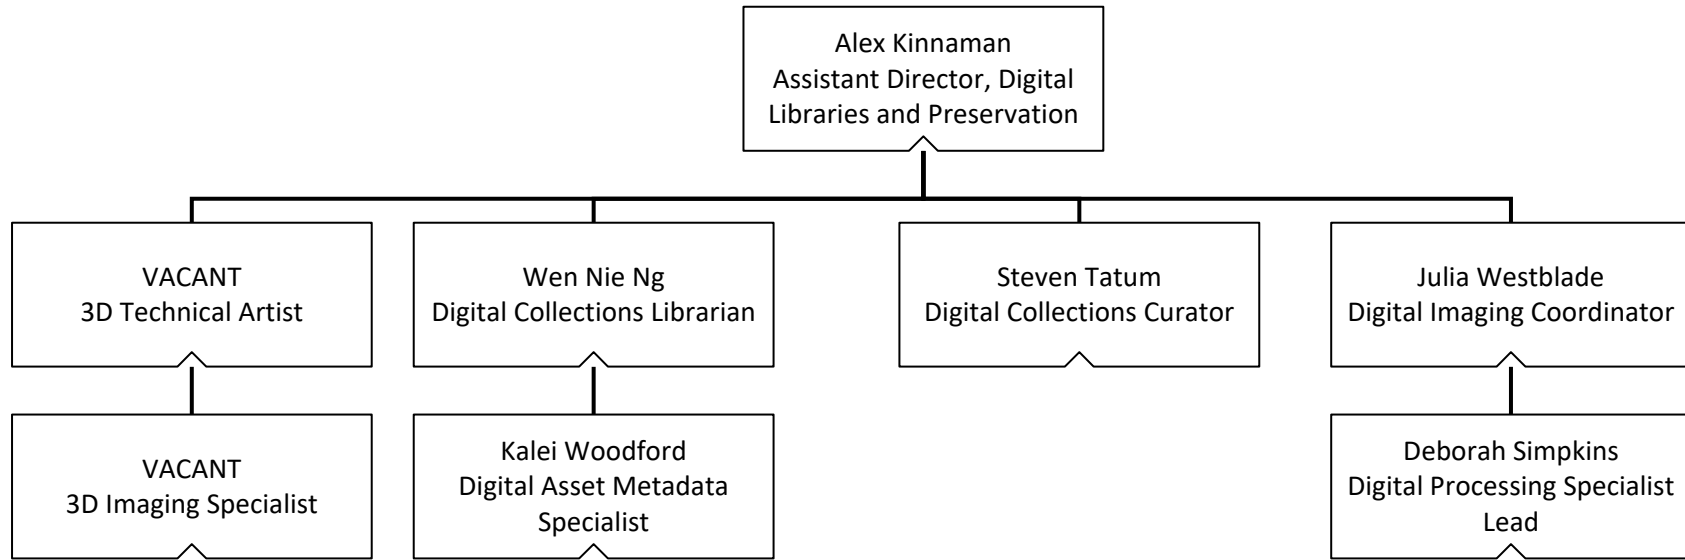 Alex Kinnaman
Assistant Director, Digital
Libraries and Preservation
VACANT
3D Technical Artist
Wen Nie Ng
Digital Collections Librarian
Steven Tatum
Digital Collections Curator
Julia Westblade
Digital Imaging Coordinator
VACANT
3D Imaging Specialist
Kalei Woodford
Digital Asset Metadata
Specialist
Deborah Simpkins
Digital Processing Specialist
Lead